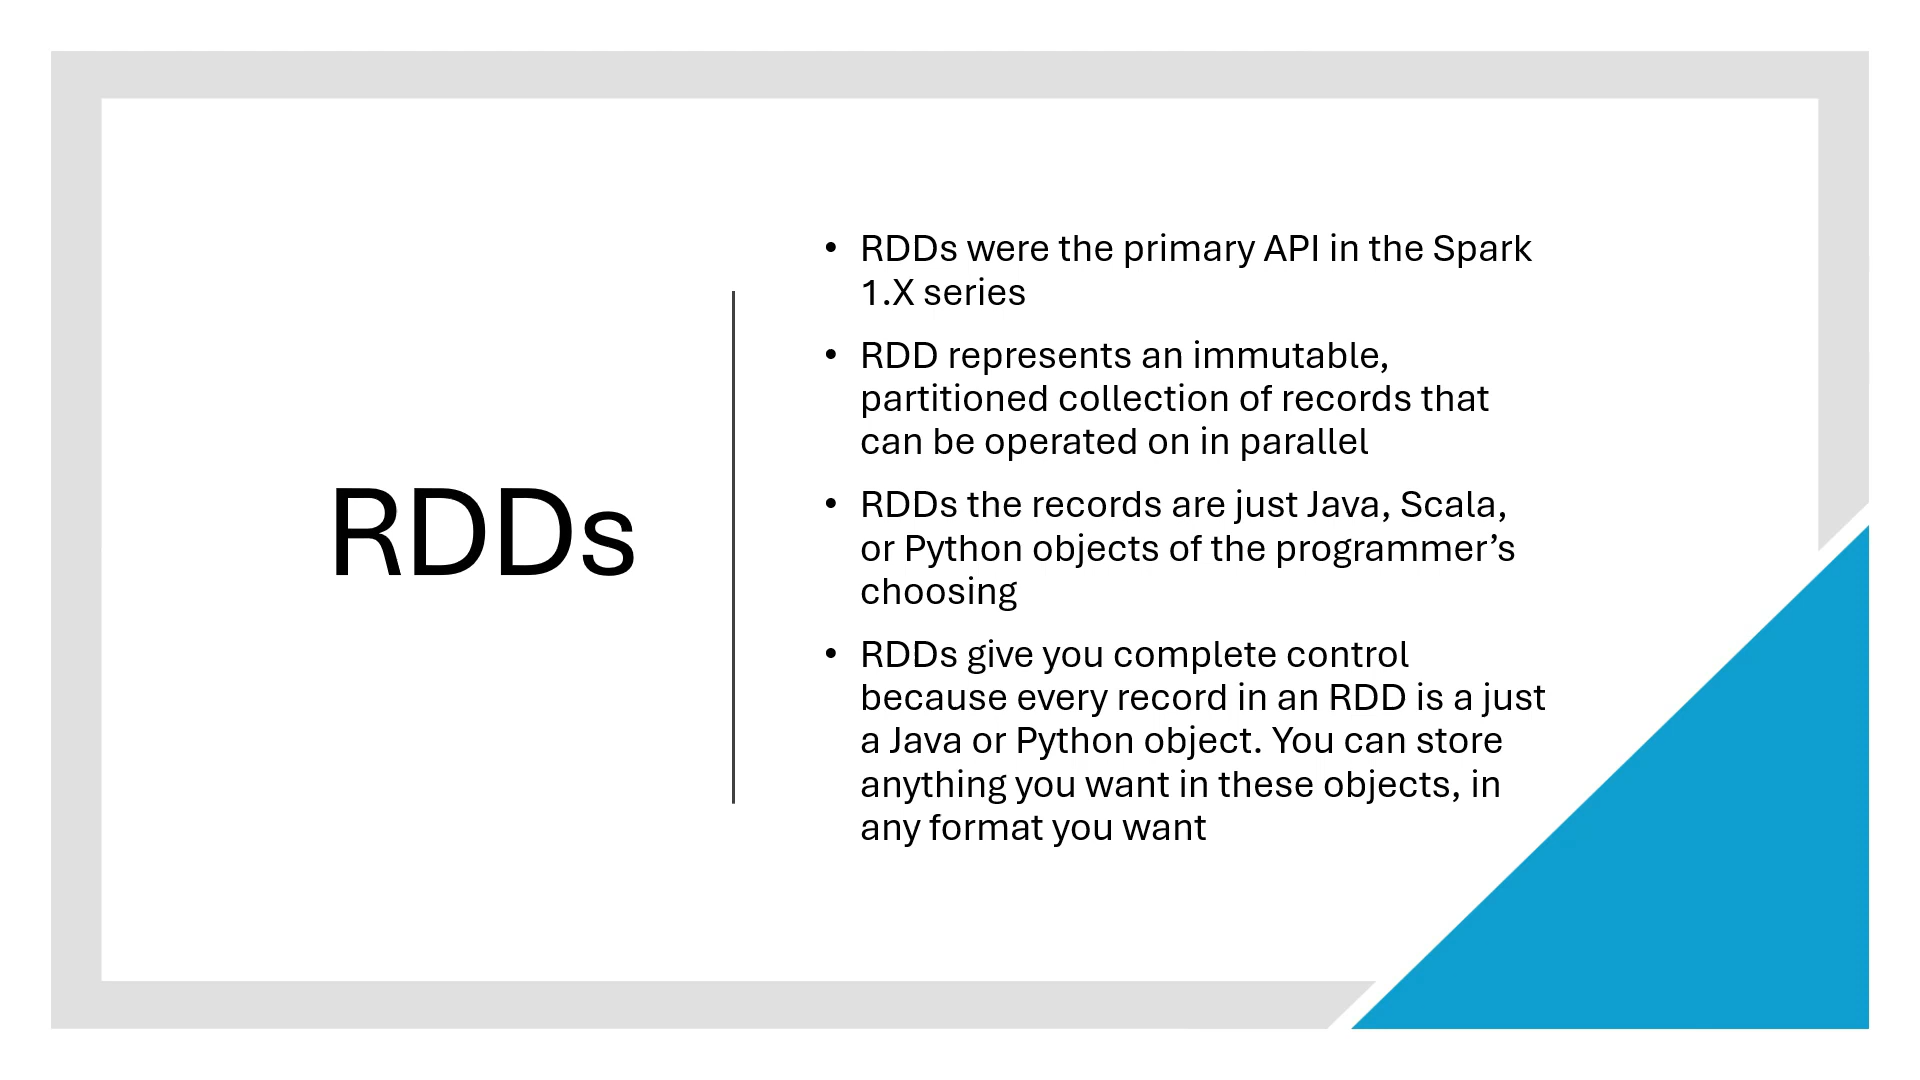 RDDs
• RDDs were the primary API in the Spark
1.X series
• RDD represents an immutable,
partitioned collection of records that
can be operated on in parallel
• RDDs the records are just Java, Scala,
or Python objects of the programmer’s
choosing
• RDDs give you complete control
because every record in an RDD is a just
a Java or Python object. You can store
anything you want in these objects, in
any format you want